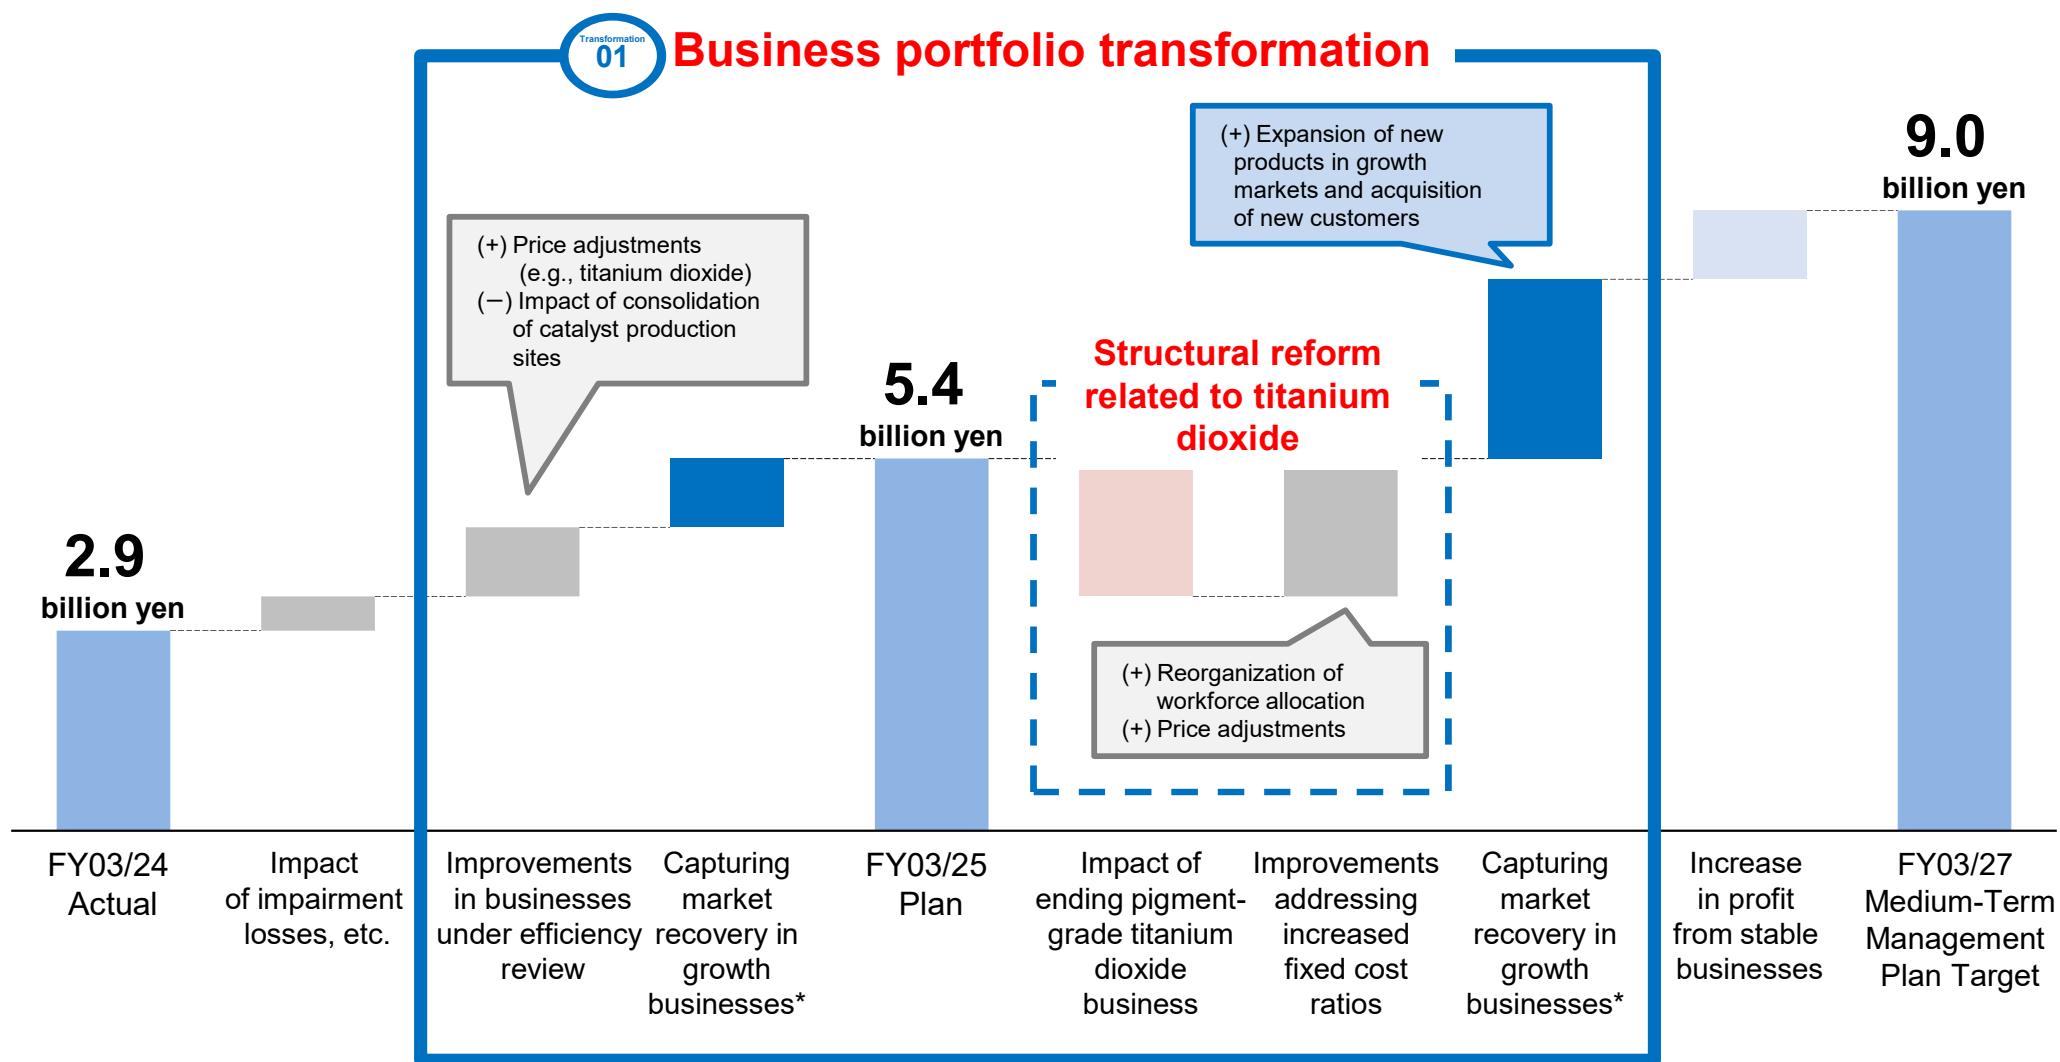 Transformation
01
Business portfolio transformation
(+) Expansion of new
products in growth
markets and acquisition
of new customers
9.0
billion yen
(+) Price adjustments
(e.g., titanium dioxide)
(−) Impact of consolidation
of catalyst production
sites
5.4
billion yen
Structural reform
related to titanium
dioxide
2.9
billion yen
(+) Reorganization of
workforce allocation
(+) Price adjustments
FY03/24
Actual
Impact
of impairment
losses, etc.
Improvements
in businesses
under efficiency
review
Capturing
market
recovery in
growth
businesses*
FY03/25
Plan
Impact of
ending pigment-
grade titanium
dioxide
business
Improvements
addressing
increased
fixed cost
ratios
Capturing
market
recovery in
growth
businesses*
Increase
in profit
from stable
businesses
FY03/27
Medium-Term
Management
Plan Target